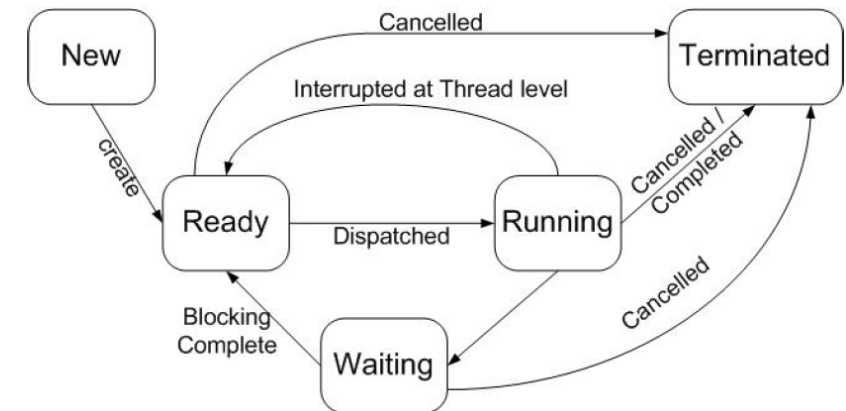 Cancelled
New
Terminated
Interrupted at Thread level
create
Cancelled /
Completed
Ready
Dispatched
Running
Cancelled
Blocking
Complete
Waiting